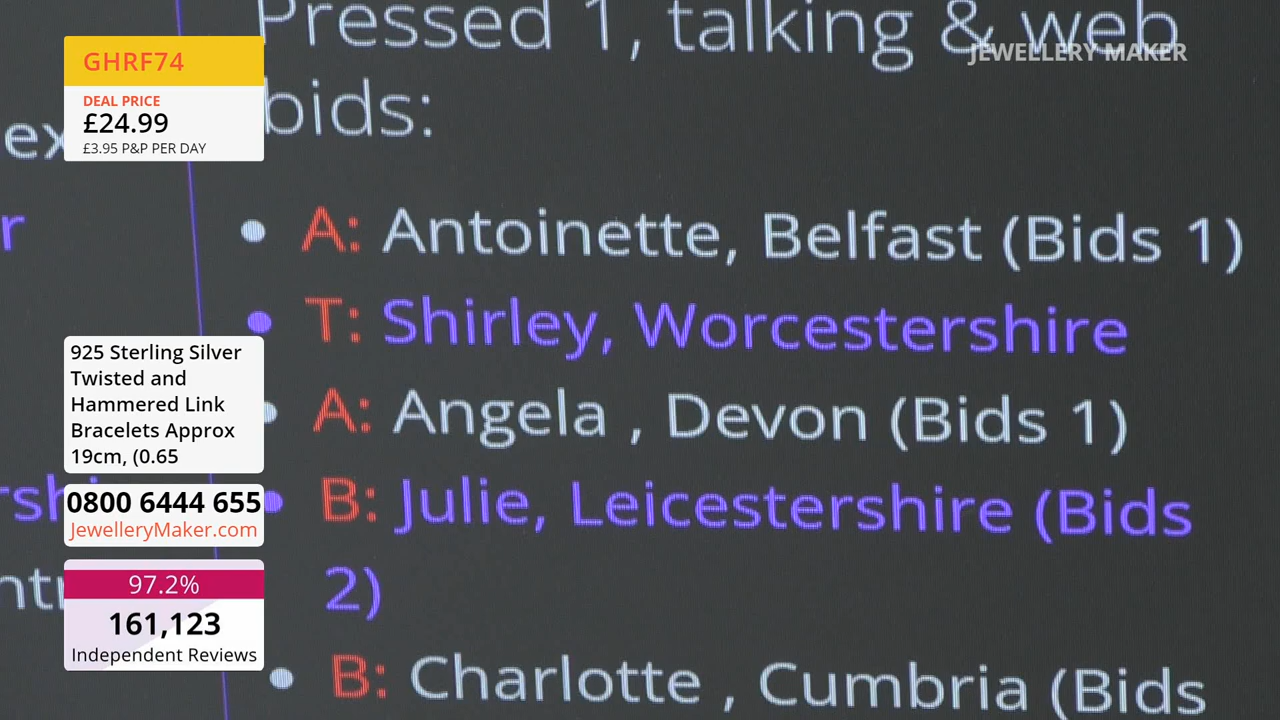 Pressed 1, talking & web
bids:
JEWELLERY MAKER
GHRF74
DEAL PRICE
£24.99
£3.95 P&P PER DAY
A: Antoinette, Belfast (Bids 1)
T: Shirley, Worcestershire
A: Angela , Devon (Bids 1)
B: Julie, Leicestershire (Bids
2)
B: Charlotte , Cumbria (Bids
925 Sterling Silver
Twisted and
Hammered Link
Bracelets Approx
19cm, (0.65
0800 6444 655
JewelleryMaker.com
97.2%
161,123
Independent Reviews